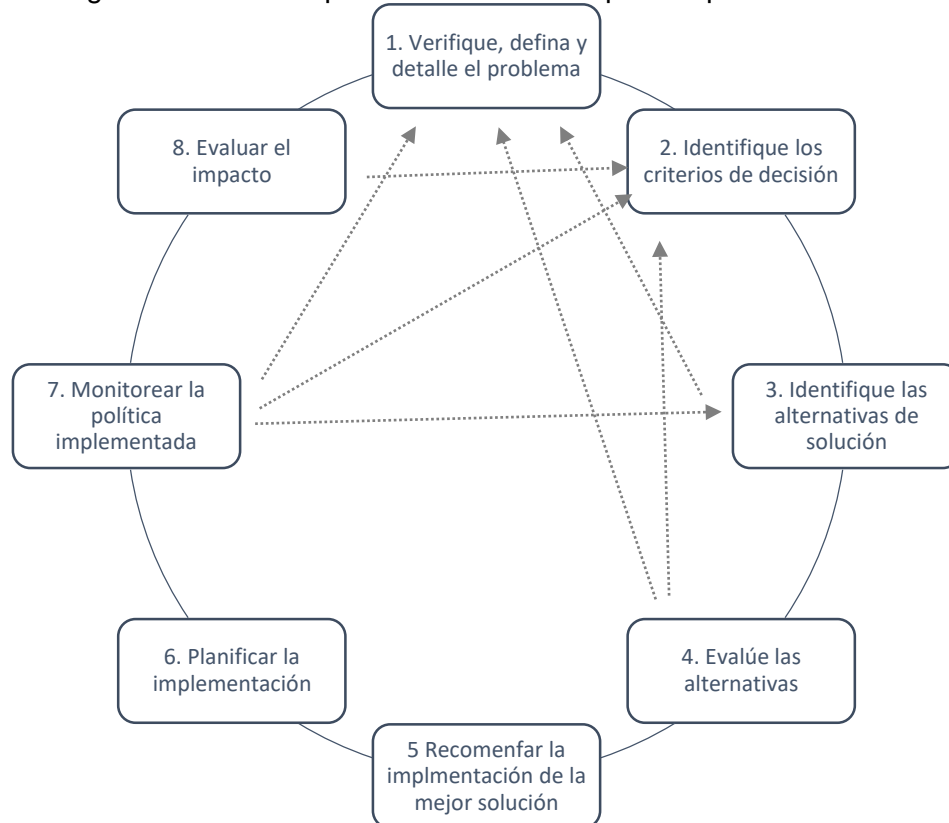 1. Verifique, defina y
detalle el problema
2. Identifique los
criterios de decisión
3. Identifique las
alternativas de
solución
4. Evalúe las
alternativas
5 Recomenfar la
implmentación de la
mejor solución
6. Planificar la
implementación
7. Monitorear la
política
implementada
8. Evaluar el
impacto